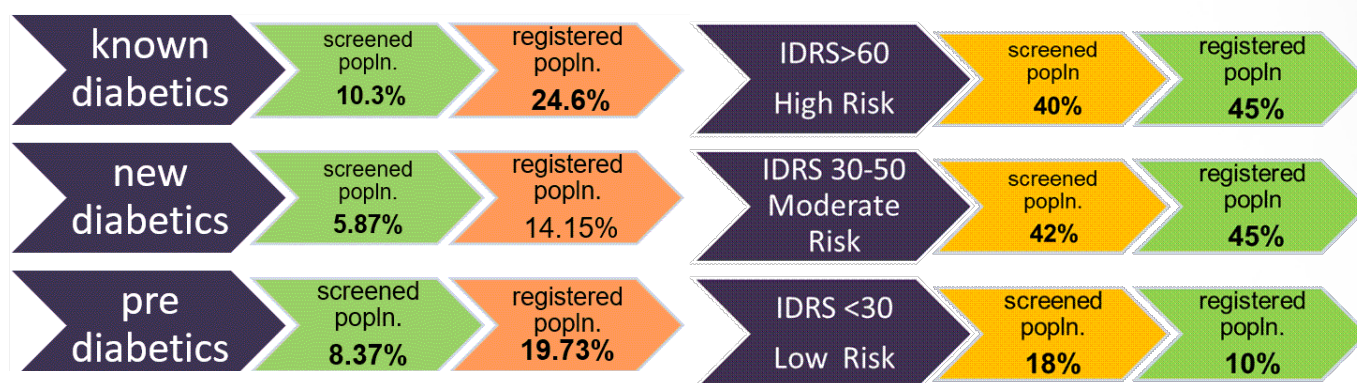 known
diabetics
screened
popln.
10.3%
registered
popln.
24.6%
new
diabetics
screened
popln.
5.87%
registered
popln.
14.15%
pre
diabetics
screened
popln.
8.37%
registered
popln.
19.73%
IDRS>60
High Risk
screened
popln
40%
registered
popln
45%
IDRS 30-50
Moderate
Risk
screened
popln.
42%
registered
popln
45%
IDRS <30
Low Risk
screened
popln.
18%
registered
popln.
10%